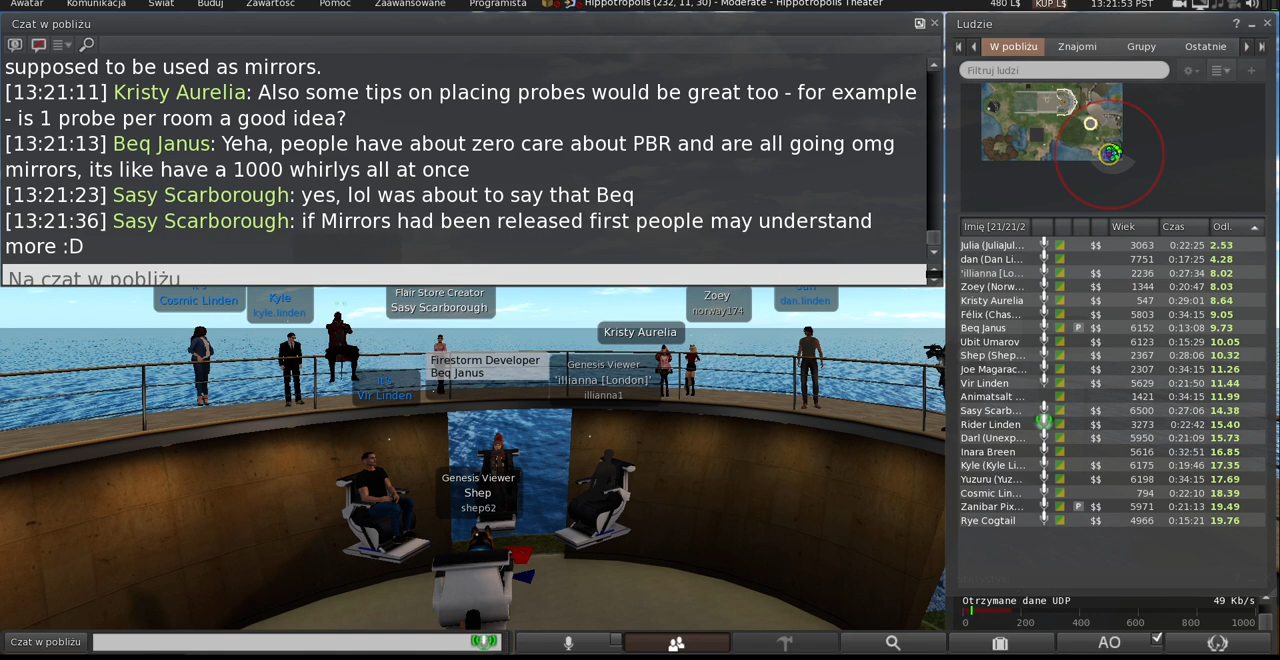 Awatar Komunikacja Świat Buduj Zawartość Pomoc Zaawansowane Programista Hippotropolis (232, 11, 30) - Moderate - Hippotropolis Theater 480 L$ KUP L$ 13:21:53 PST
Czat w pobliżu
supposed to be used as mirrors.
[13:21:11] Kristy Aurelia: Also some tips on placing probes would be great too - for example
- is 1 probe per room a good idea?
[13:21:13] Beq Janus: Yeha, people have about zero care about PBR and are all going omg
mirrors, its like have a 1000 whirlys all at once
[13:21:23] Sasy Scarborough: yes, lol was about to say that Beq
[13:21:36] Sasy Scarborough: if Mirrors had been released first people may understand
more :D
Na czat w pobliżu
Cosmic Linden
Kyle
kyle.linden
Flair Store Creator
Sasy Scarborough
Zoey
norway174
dan.linden
Kristy Aurelia
Firestorm Developer
Beq Janus
Vir Linden
Genesis Viewer
'illianna [London]'
illianna1
Genesis Viewer
Shep
shep62
Ludzie
W pobliżu Znajomi Grupy Ostatnie
Filtruj ludzi
Imię [21/21/2 Wiek Czas Odl.
Julia (JuliaJul... $$ 3063 0:22:25 2.53
dan (Dan Li... 7751 0:17:25 4.28
'illianna [Lo... $$ 2236 0:27:34 8.02
Zoey (Norw... $$ 1344 0:20:47 8.03
Kristy Aurelia $$ 547 0:29:01 8.64
Félix (Chas... $$ 5803 0:34:15 9.05
Beq Janus P $$ 6152 0:13:08 9.73
Ubit Umarov $$ 6123 0:15:29 10.05
Shep (Shep... $$ 2367 0:28:06 10.32
Joe Magarac... $$ 2307 0:34:15 11.26
Vir Linden $$ 5629 0:21:50 11.44
Animatsalt ... 1421 0:34:15 11.99
Sasy Scarb... $$ 6500 0:27:06 14.38
Rider Linden $$ 3273 0:22:42 15.40
Darl (Unexp... $$ 5950 0:21:09 15.73
Inara Breen 5616 0:32:51 16.85
Kyle (Kyle Li... $$ 6175 0:19:46 17.35
Yuzuru (Yuz... $$ 6198 0:34:15 17.69
Cosmic Lin... 794 0:22:10 18.39
Zanibar Pix... P $$ 5971 0:21:13 19.49
Rye Cogtail $$ 4966 0:15:21 19.76
Otrzymane dane UDP 49 Kb/s
0 200 400 600 800 1000
Czat w pobliżu
AO